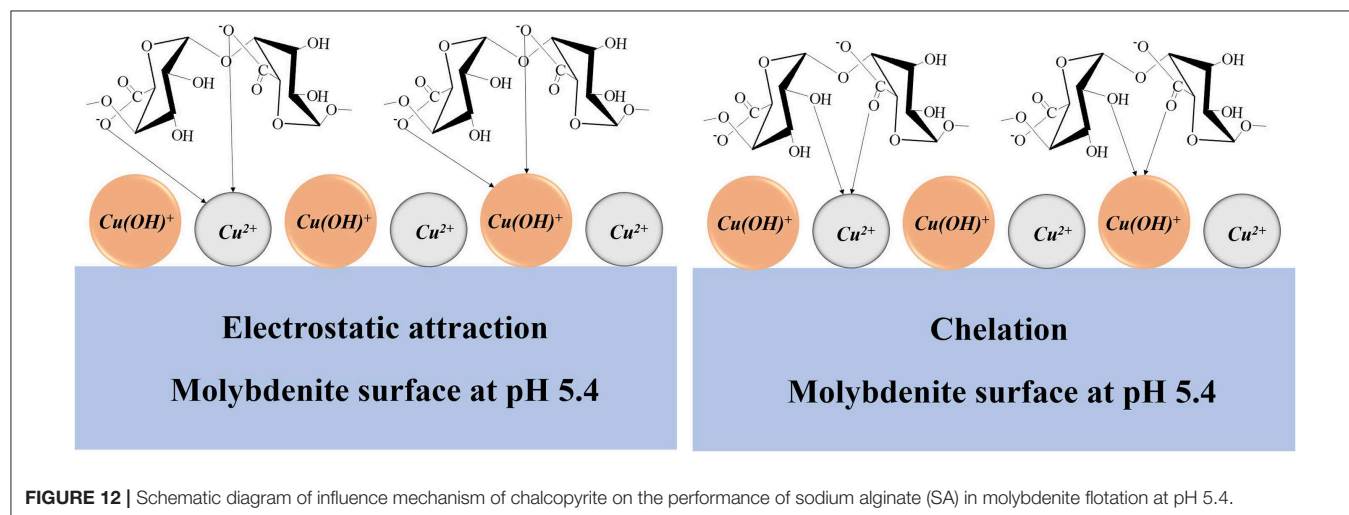 -O O -O OH O -O OH
O OH O O OH O
C C OH C C OH
-O O OH O O- -O O OH O O-
O O -O OH O O -O OH
O OH C OH O OH C OH
-O C O OH O O O- -O C O OH O O O-
Cu(OH)+ Cu2+ Cu(OH)+ Cu2+ Cu(OH)+ Cu2+
Cu(OH)+ Cu2+ Cu(OH)+ Cu2+ Cu(OH)+ Cu2+
Electrostatic attraction
Molybdenite surface at pH 5.4
Chelation
Molybdenite surface at pH 5.4
FIGURE 12 | Schematic diagram of influence mechanism of chalcopyrite on the performance of sodium alginate (SA) in molybdenite flotation at pH 5.4.